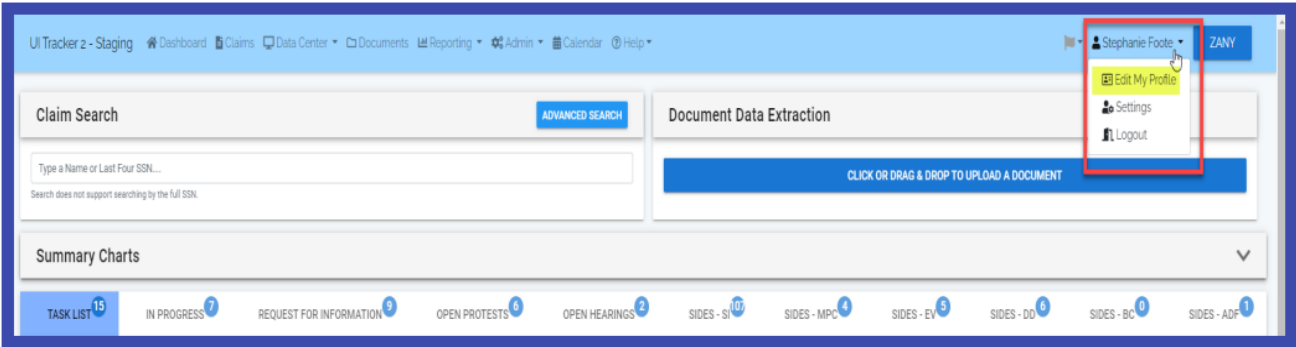 UI Tracker 2 - Staging Dashboard Claims Data Center Documents Reporting Admin Calendar Help Stephanie Foote ZANY
Edit My Profile
Settings
Logout
Claim Search ADVANCED SEARCH Document Data Extraction
Type a Name or Last Four SSN....
Search does not support searching by the full SSN.
CLICK OR DRAG & DROP TO UPLOAD A DOCUMENT
Summary Charts
TASK LIST 15 IN PROGRESS 7 REQUEST FOR INFORMATION 9 OPEN PROTESTS 6 OPEN HEARINGS 2 SIDES - SI 107 SIDES - MPC 4 SIDES - EV 5 SIDES - DD 6 SIDES - BC 0 SIDES - ADF 1